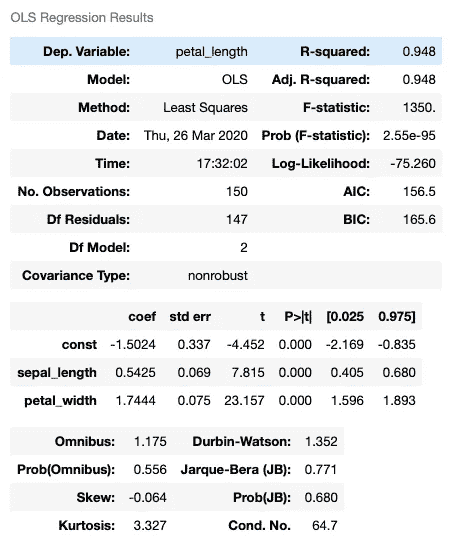 OLS Regression Results
Dep. Variable: petal_length R-squared: 0.948
Model: OLS Adj. R-squared: 0.948
Method: Least Squares F-statistic: 1350.
Date: Thu, 26 Mar 2020 Prob (F-statistic): 2.55e-95
Time: 17:32:02 Log-Likelihood: -75.260
No. Observations: 150 AIC: 156.5
Df Residuals: 147 BIC: 165.6
Df Model: 2
Covariance Type: nonrobust
coef std err t P>|t| [0.025 0.975]
const -1.5024 0.337 -4.452 0.000 -2.169 -0.835
sepal_length 0.5425 0.069 7.815 0.000 0.405 0.680
petal_width 1.7444 0.075 23.157 0.000 1.596 1.893
Omnibus: 1.175 Durbin-Watson: 1.352
Prob(Omnibus): 0.556 Jarque-Bera (JB): 0.771
Skew: -0.064 Prob(JB): 0.680
Kurtosis: 3.327 Cond. No. 64.7